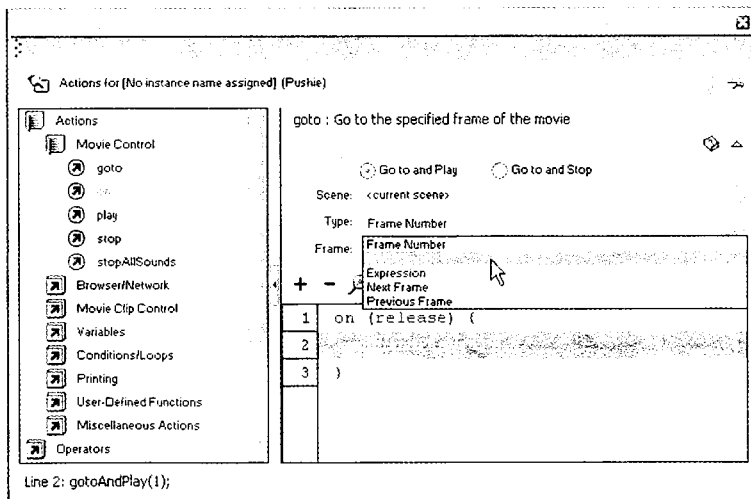 Actions for [No instance name assigned] (Pushie)
Actions
Movie Control
goto
on
play
stop
stopAllSounds
Browser/Network
Movie Clip Control
Variables
Conditions/Loops
Printing
User-Defined Functions
Miscellaneous Actions
Operators
goto : Go to the specified frame of the movie
Go to and Play
Go to and Stop
Scene: <current scene>
Type: Frame Number
Frame:
Frame Number
Expression
Next Frame
Previous Frame
1 on (release) {
2
3 }
Line 2: gotoAndPlay(1);